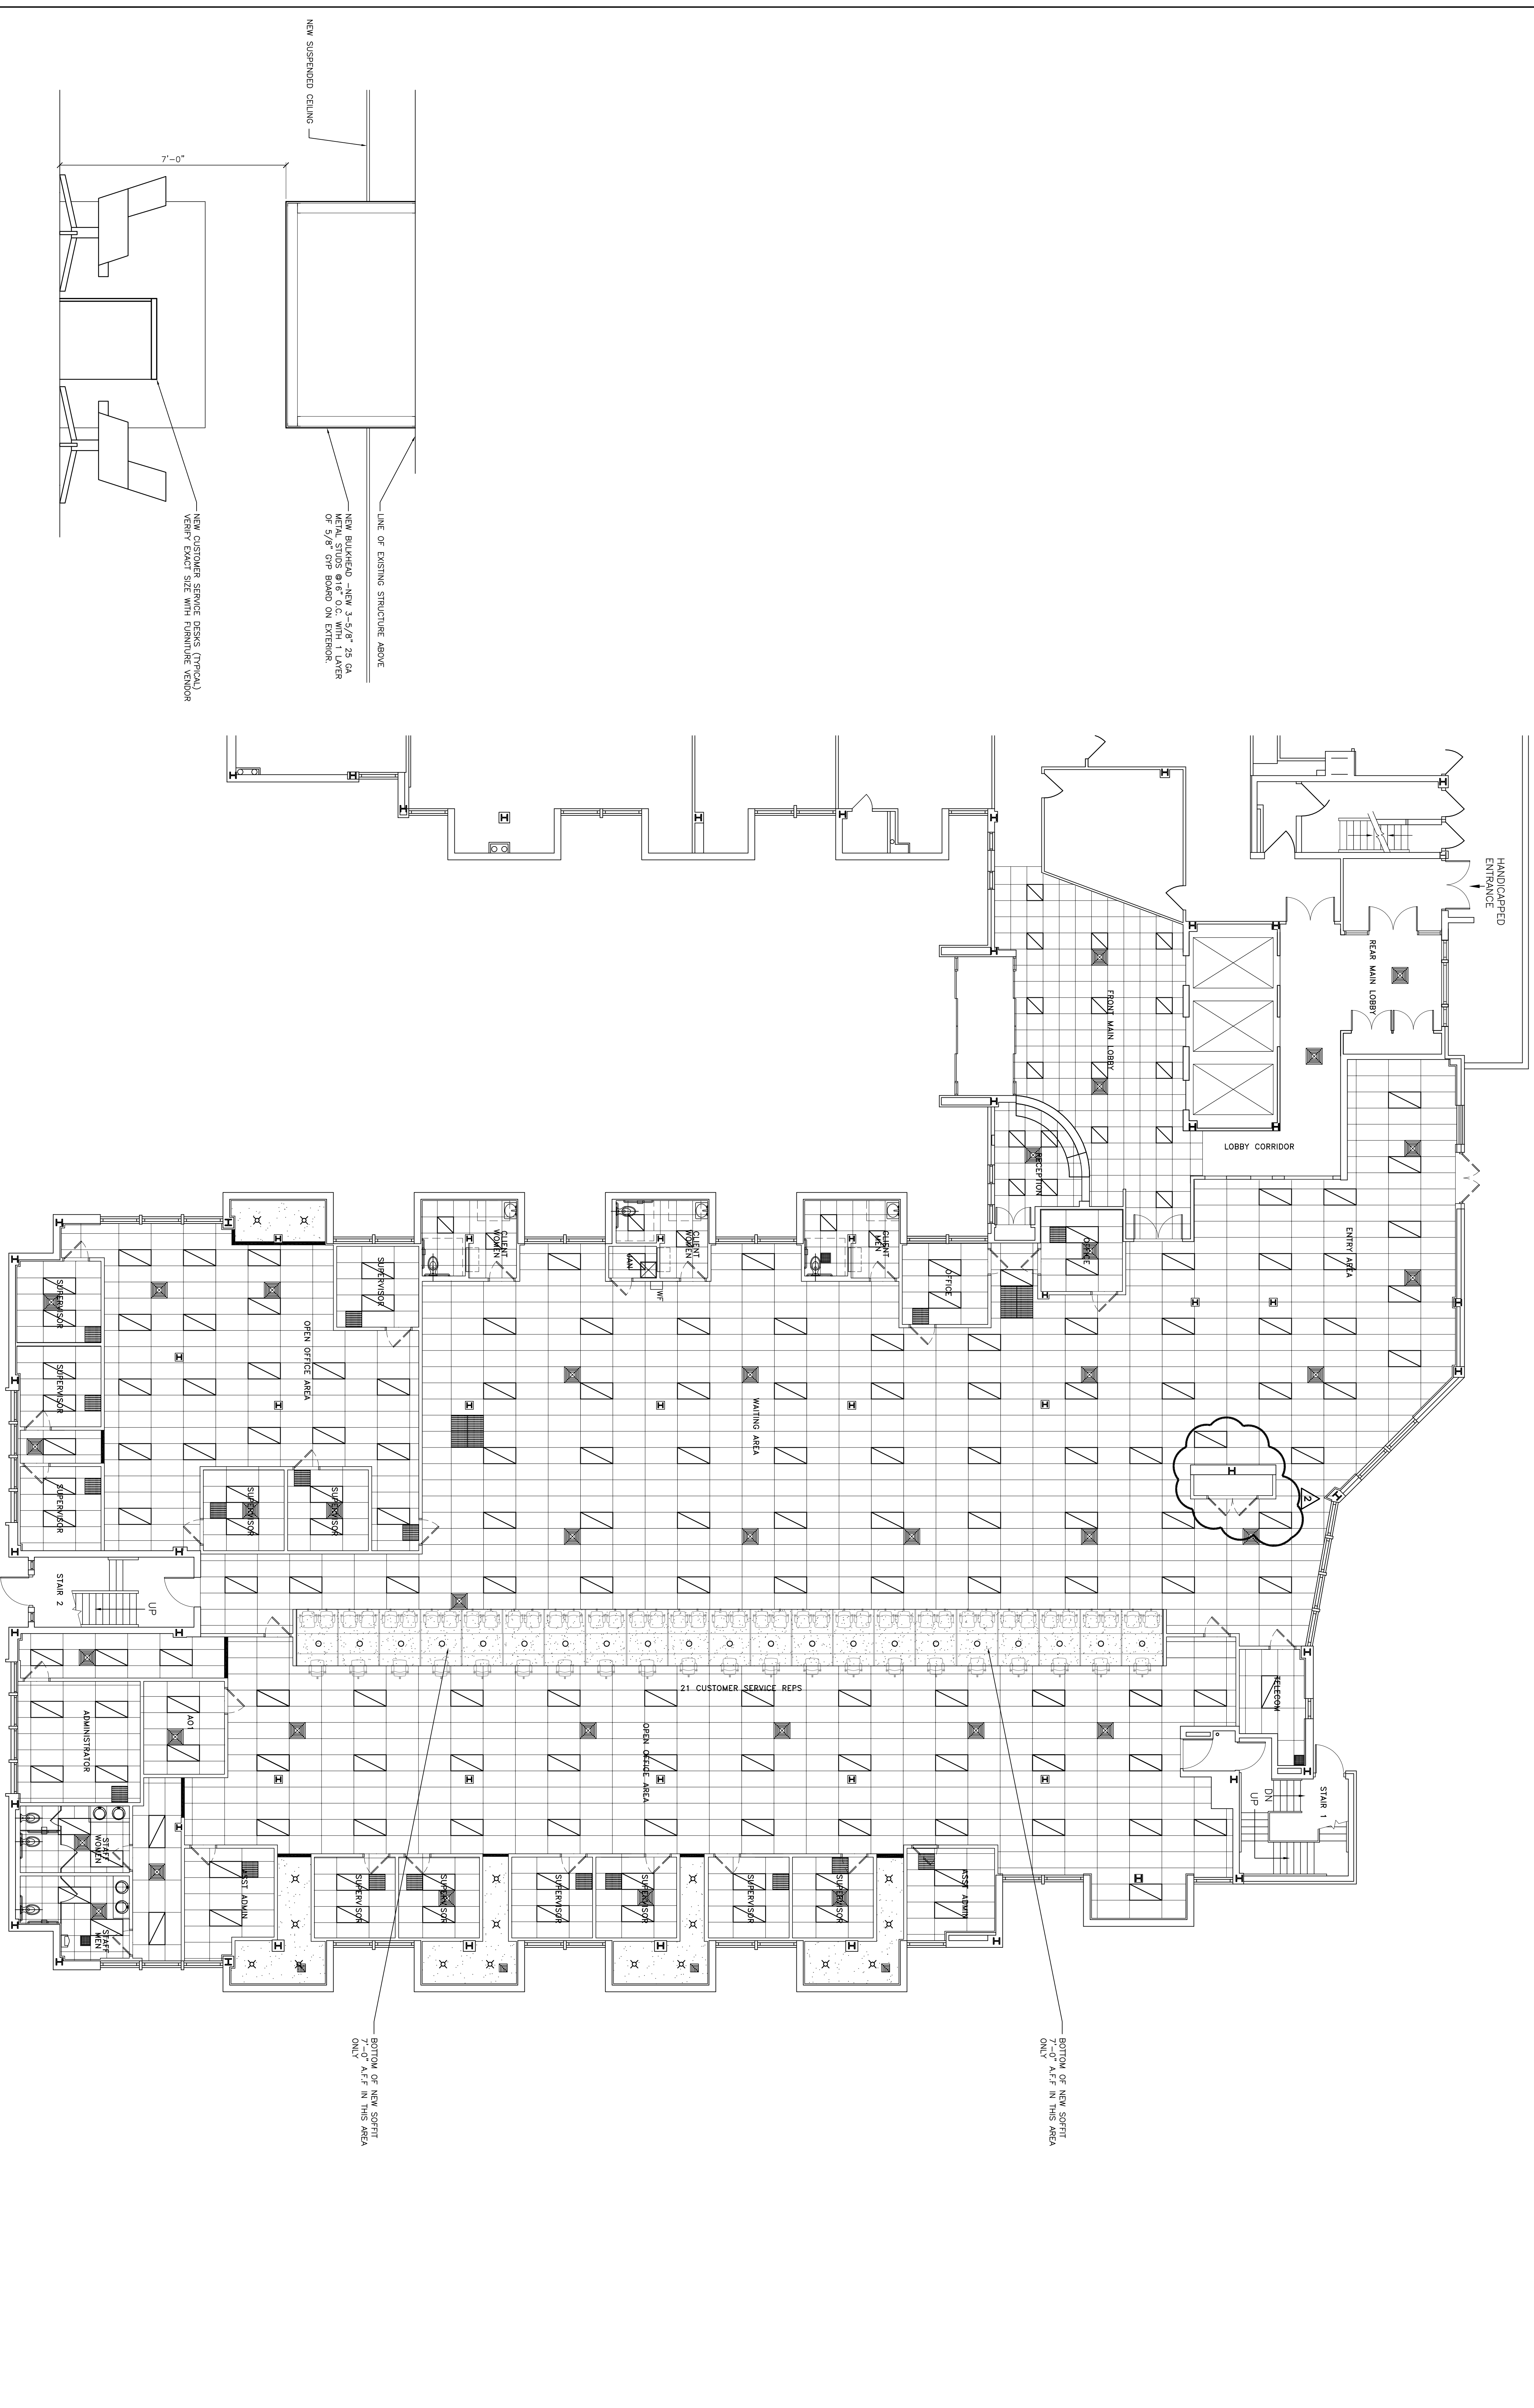 NEW SUSPENDED CEILING
7'-0"
LINE OF EXISTING STRUCTURE ABOVE
NEW BULKHEAD -NEW 3-5/8" 25 GA
METAL STUDS @16" O.C. WITH 1 LAYER
OF 5/8" GYP BOARD ON EXTERIOR.
NEW CUSTOMER SERVICE DESKS (TYPICAL)
VERIFY EXACT SIZE WITH FURNITURE VENDOR
HANDICAPPED
ENTRANCE
REAR MAIN LOBBY
FRONT MAIN LOBBY
LOBBY CORRIDOR
RECEPTION
ENTRY AREA
OFFICE
OFFICE
CLIENT
MEN
CLIENT
WOMEN
JAN
WF
CLIENT
WOMEN
SUPERVISOR
SUPERVISOR
OPEN OFFICE AREA
WAITING AREA
SUPERVISOR
SUPERVISOR
SUPERVISOR
SUPERVISOR
2
STAIR 2
UP
21 CUSTOMER SERVICE REPS
TELECOM
OPEN OFFICE AREA
ADMINISTRATOR
AO1
STAIR 1
DN
UP
STAFF
WOMEN
STAFF
MEN
ASST ADMIN
SUPERVISOR
SUPERVISOR
SUPERVISOR
SUPERVISOR
SUPERVISOR
SUPERVISOR
ASST ADMIN
BOTTOM OF NEW SOFFIT
7'-0" A.F.F IN THIS AREA
ONLY
BOTTOM OF NEW SOFFIT
7'-0" A.F.F IN THIS AREA
ONLY